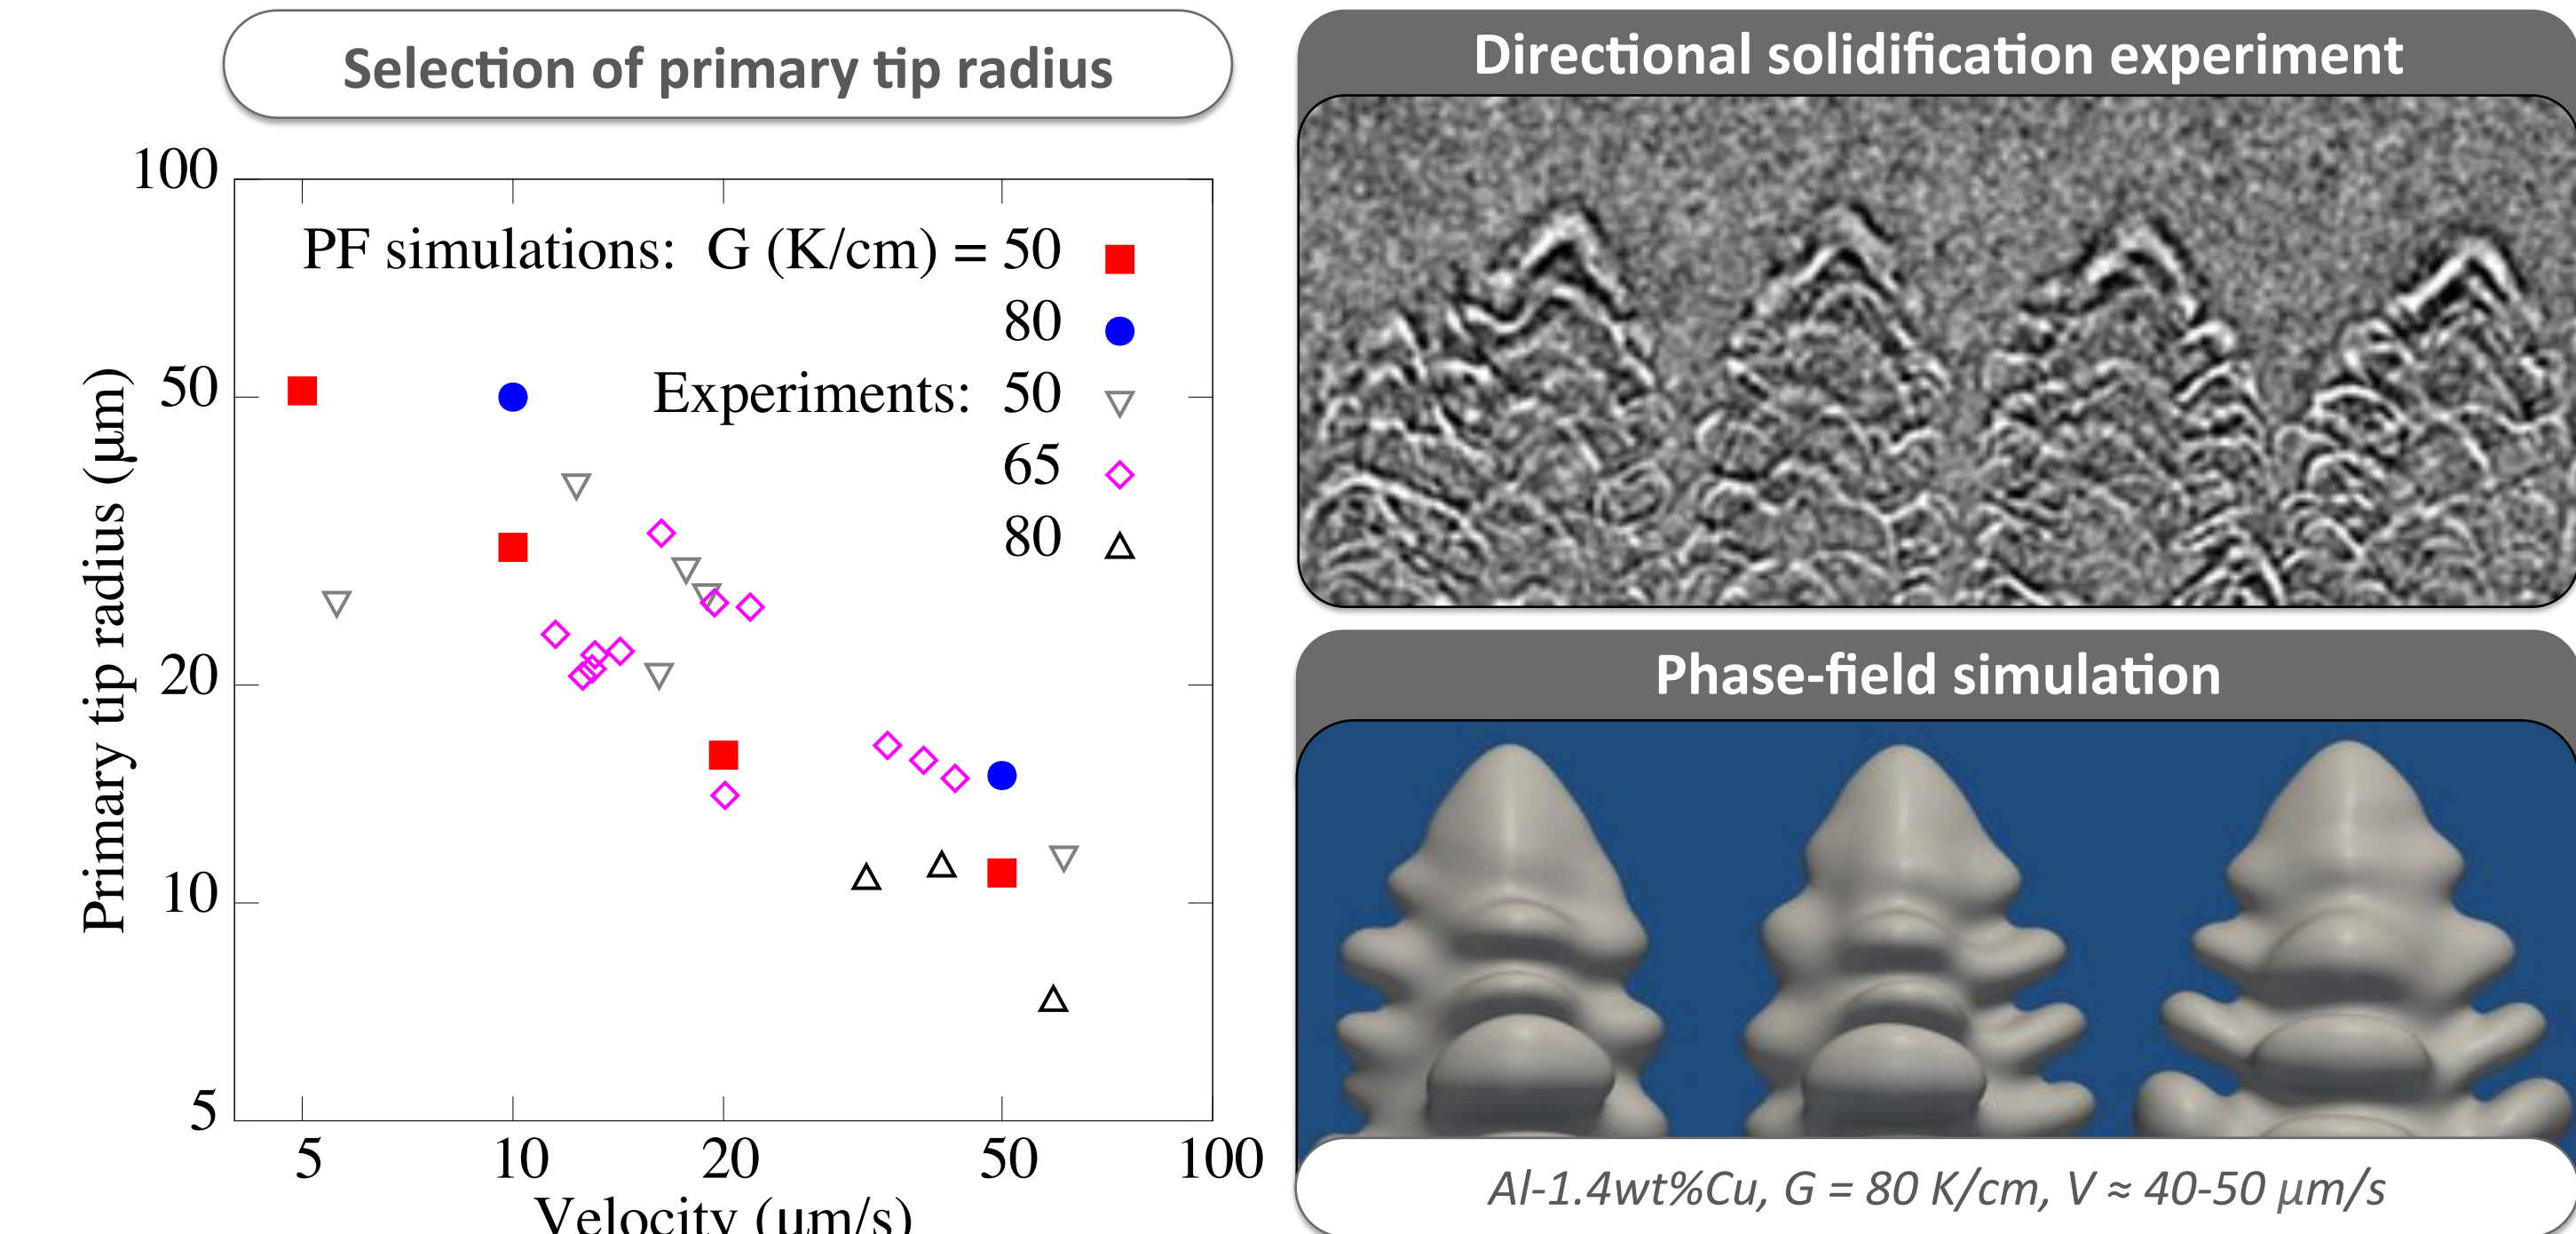 Selection of primary tip radius
100
50
20
10
5
Primary tip radius (µm)
PF simulations: G (K/cm) = 50
80
Experiments: 50
65
80
5 10 20 50 100
Velocity (µm/s)
Directional solidification experiment
Phase-field simulation
Al-1.4wt%Cu, G = 80 K/cm, V ≈ 40-50 µm/s